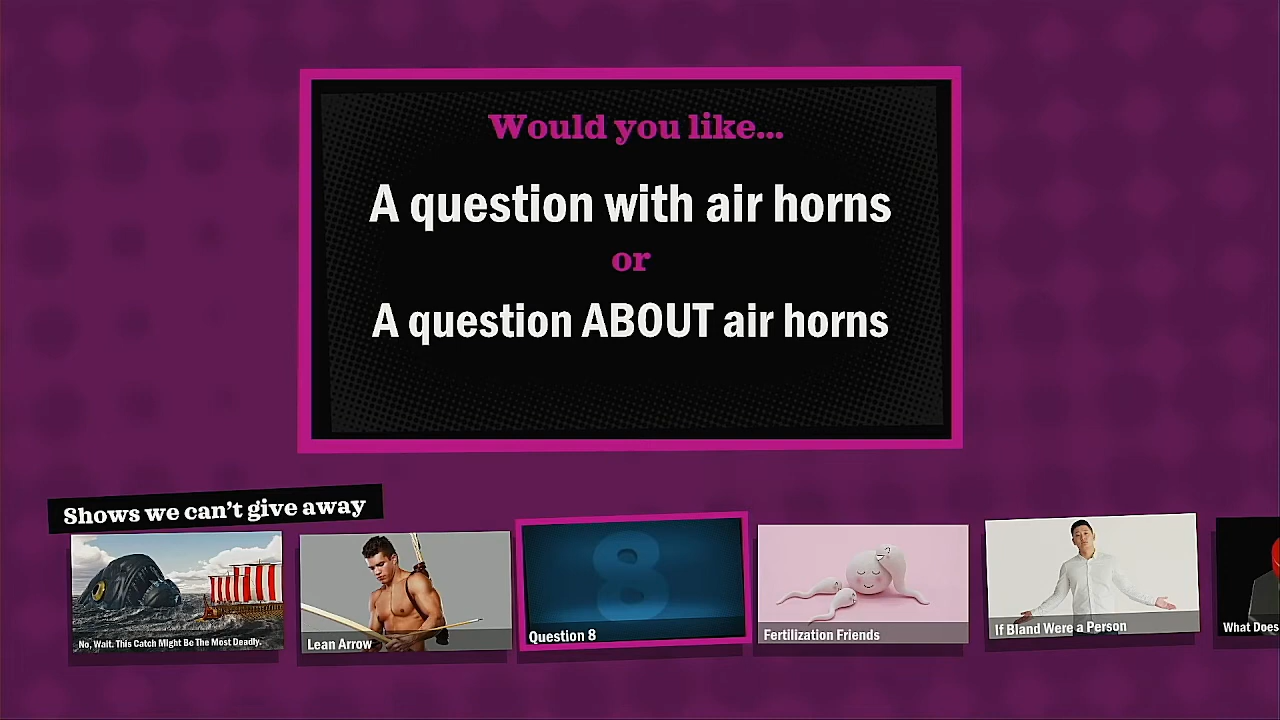 Would you like...
A question with air horns
or
A question ABOUT air horns
Shows we can't give away
No, Wait. This Catch Might Be The Most Deadly.
Lean Arrow
8
Question 8
Fertilization Friends
If Bland Were a Person
What Does